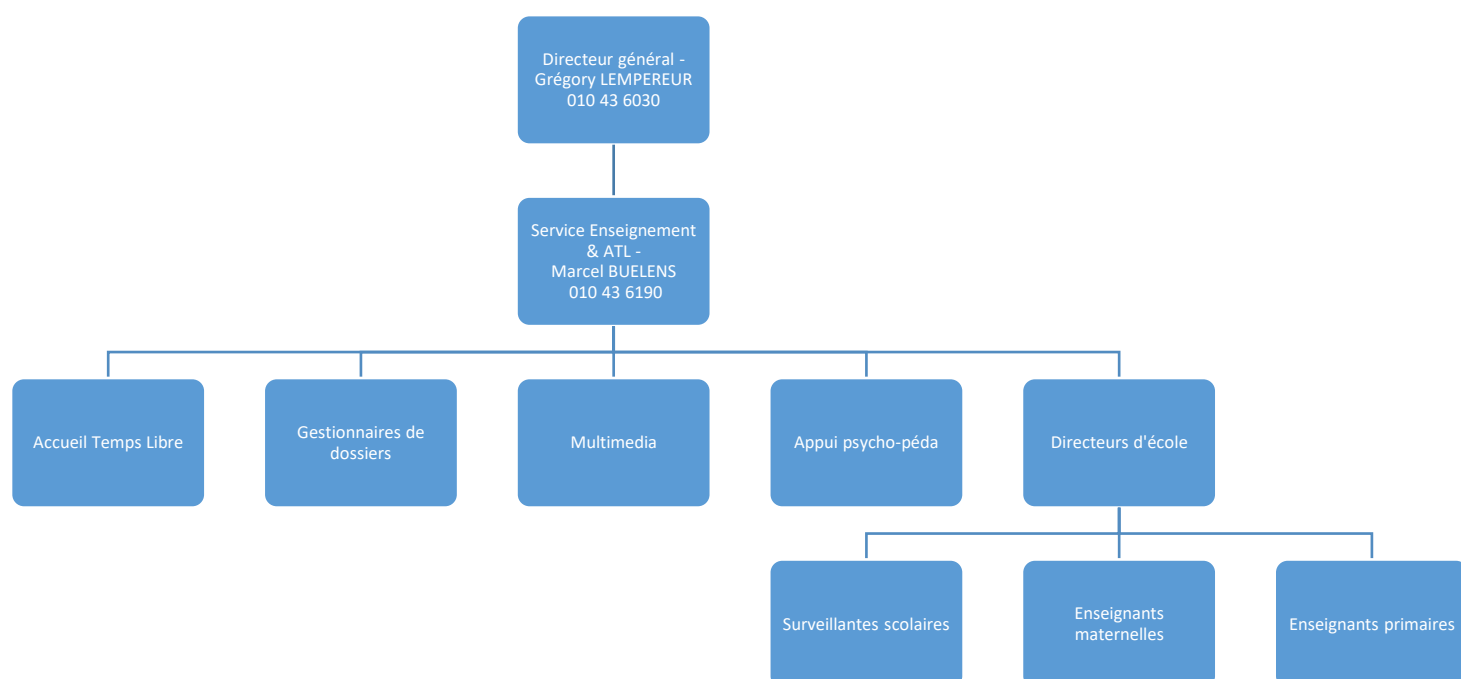 Directeur général -
Grégory LEMPEREUR
010 43 6030
Service Enseignement
& ATL -
Marcel BUELENS
010 43 6190
Accueil Temps Libre
Gestionnaires de
dossiers
Multimedia
Appui psycho-péda
Directeurs d'école
Surveillantes scolaires
Enseignants
maternelles
Enseignants primaires